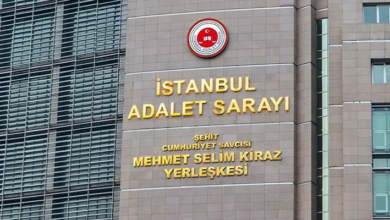 İSTANBUL
ADALET SARAYI
ŞEHİT
CUMHURİYET SAVCISI
MEHMET SELİM KİRAZ
YERLEŞKESİ